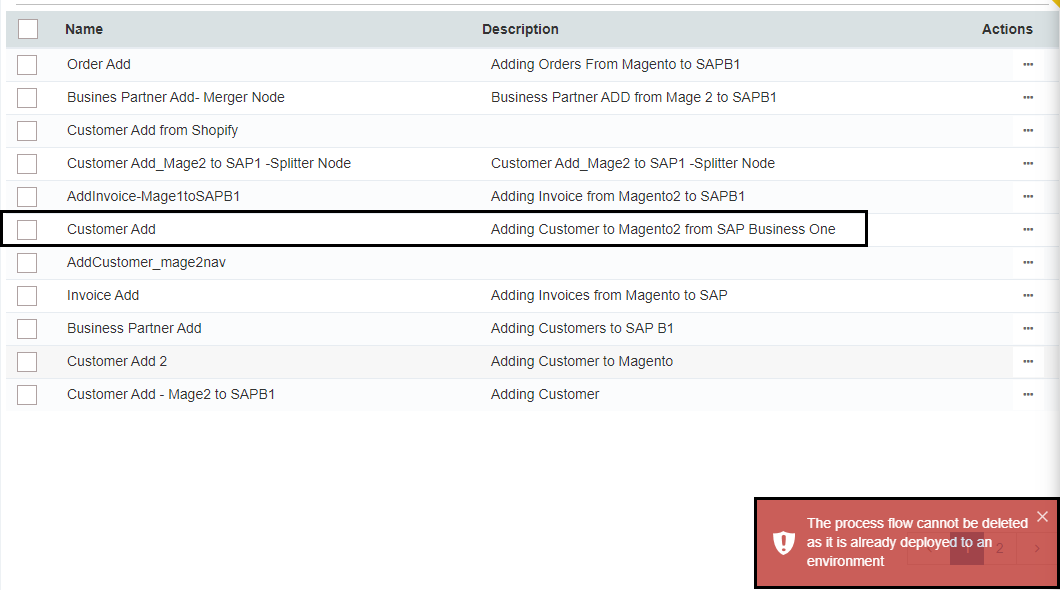 Name Description Actions
Order Add Adding Orders From Magento to SAPB1
Busines Partner Add- Merger Node Business Partner ADD from Mage 2 to SAPB1
Customer Add from Shopify
Customer Add_Mage2 to SAP1 -Splitter Node Customer Add_Mage2 to SAP1 -Splitter Node
AddInvoice-Mage1toSAPB1 Adding Invoice from Magento2 to SAPB1
Customer Add Adding Customer to Magento2 from SAP Business One
AddCustomer_mage2nav
Invoice Add Adding Invoices from Magento to SAP
Business Partner Add Adding Customers to SAP B1
Customer Add 2 Adding Customer to Magento
Customer Add - Mage2 to SAPB1 Adding Customer
The process flow cannot be deleted
as it is already deployed to an
environment
1 2